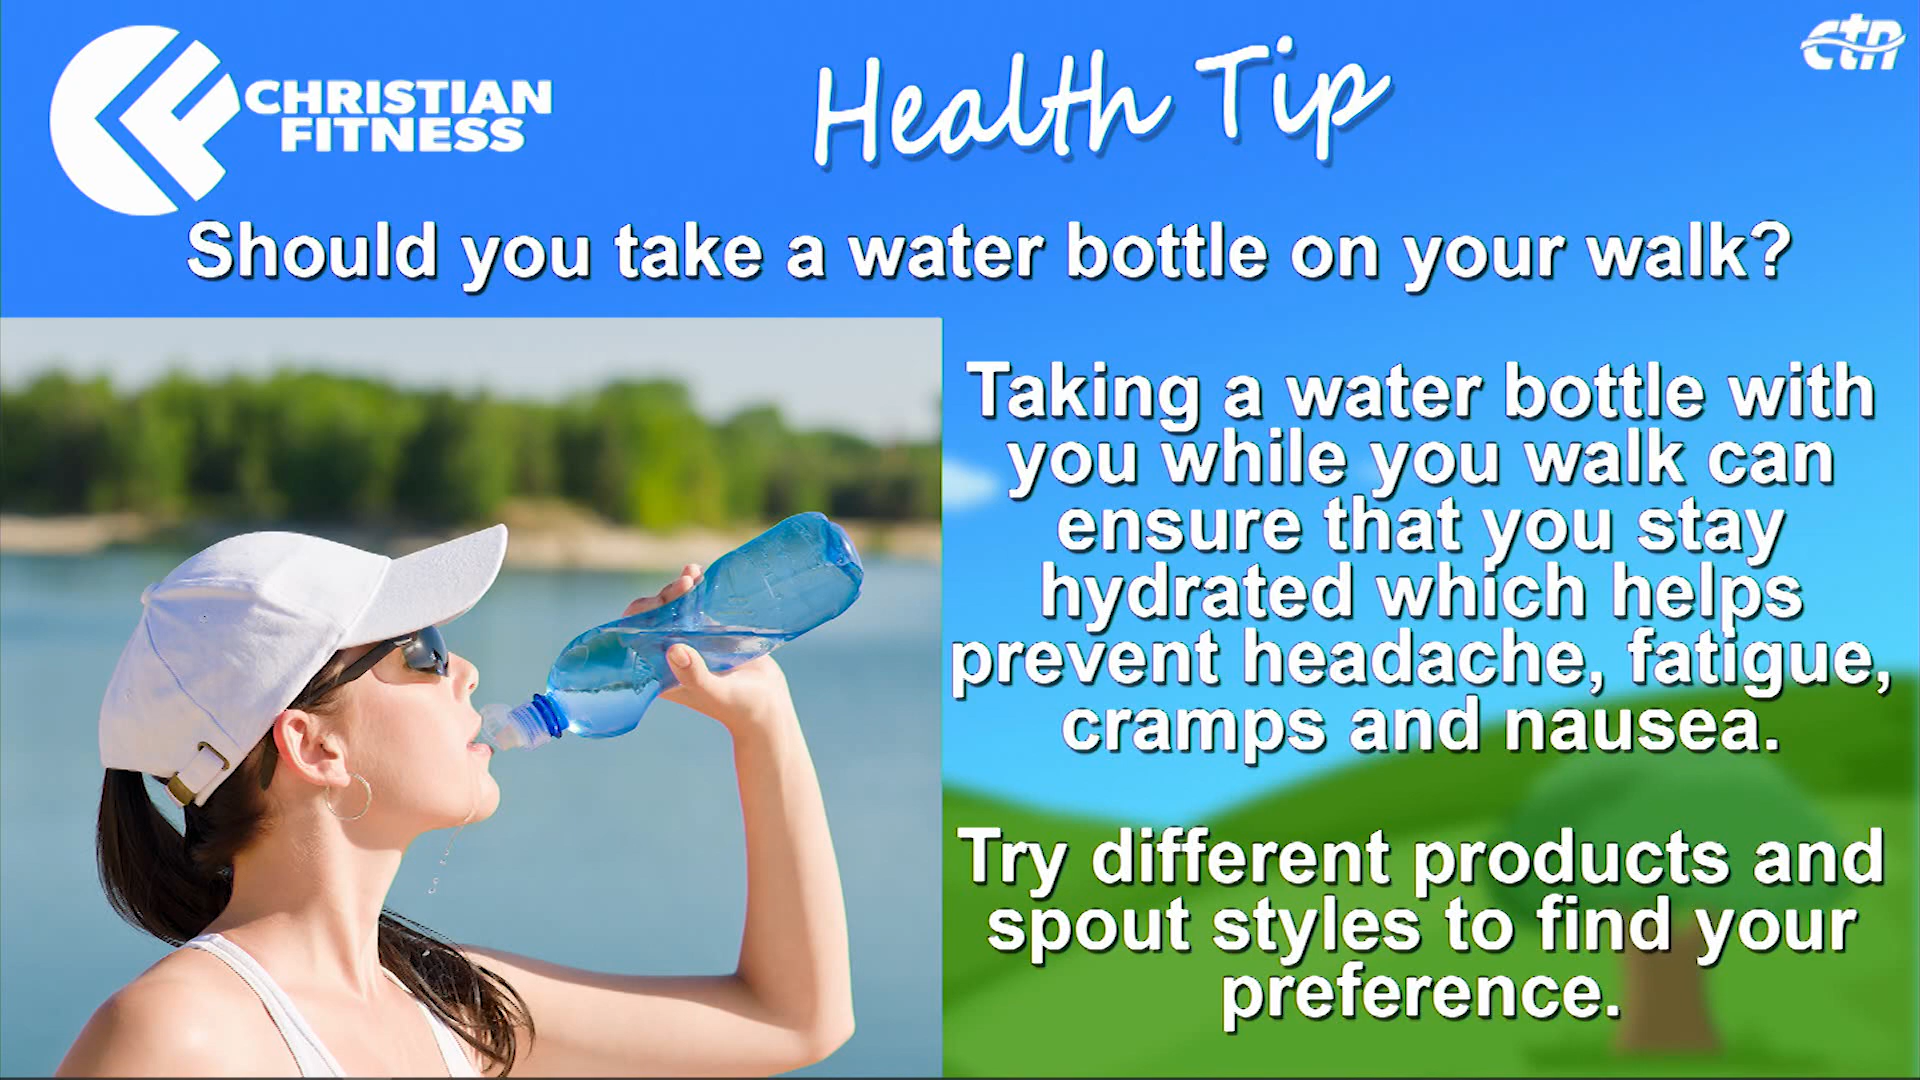 CHRISTIAN
FITNESS
Health Tip
ctn
Should you take a water bottle on your walk?
Taking a water bottle with
you while you walk can
ensure that you stay
hydrated which helps
prevent headache, fatigue,
cramps and nausea.
Try different products and
spout styles to find your
preference.